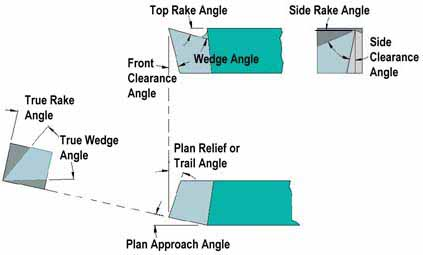 Top Rake Angle
Side Rake Angle
Wedge Angle
Front
Clearance
Angle
Side
Clearance
Angle
True Rake
Angle
True Wedge
Angle
Plan Relief or
Trail Angle
Plan Approach Angle